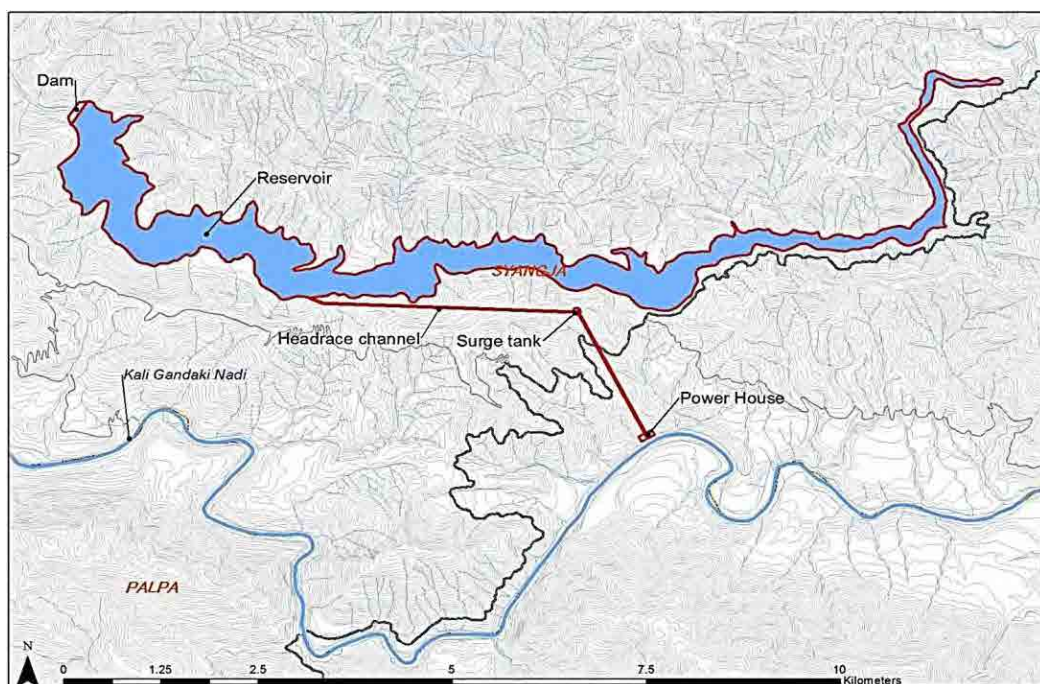 Dam
Reservoir
SYANGJA
Headrace channel
Surge tank
Kali Gandaki Nadi
Power House
PALPA
N
0 1.25 2.5 5 7.5 10
Kilometers